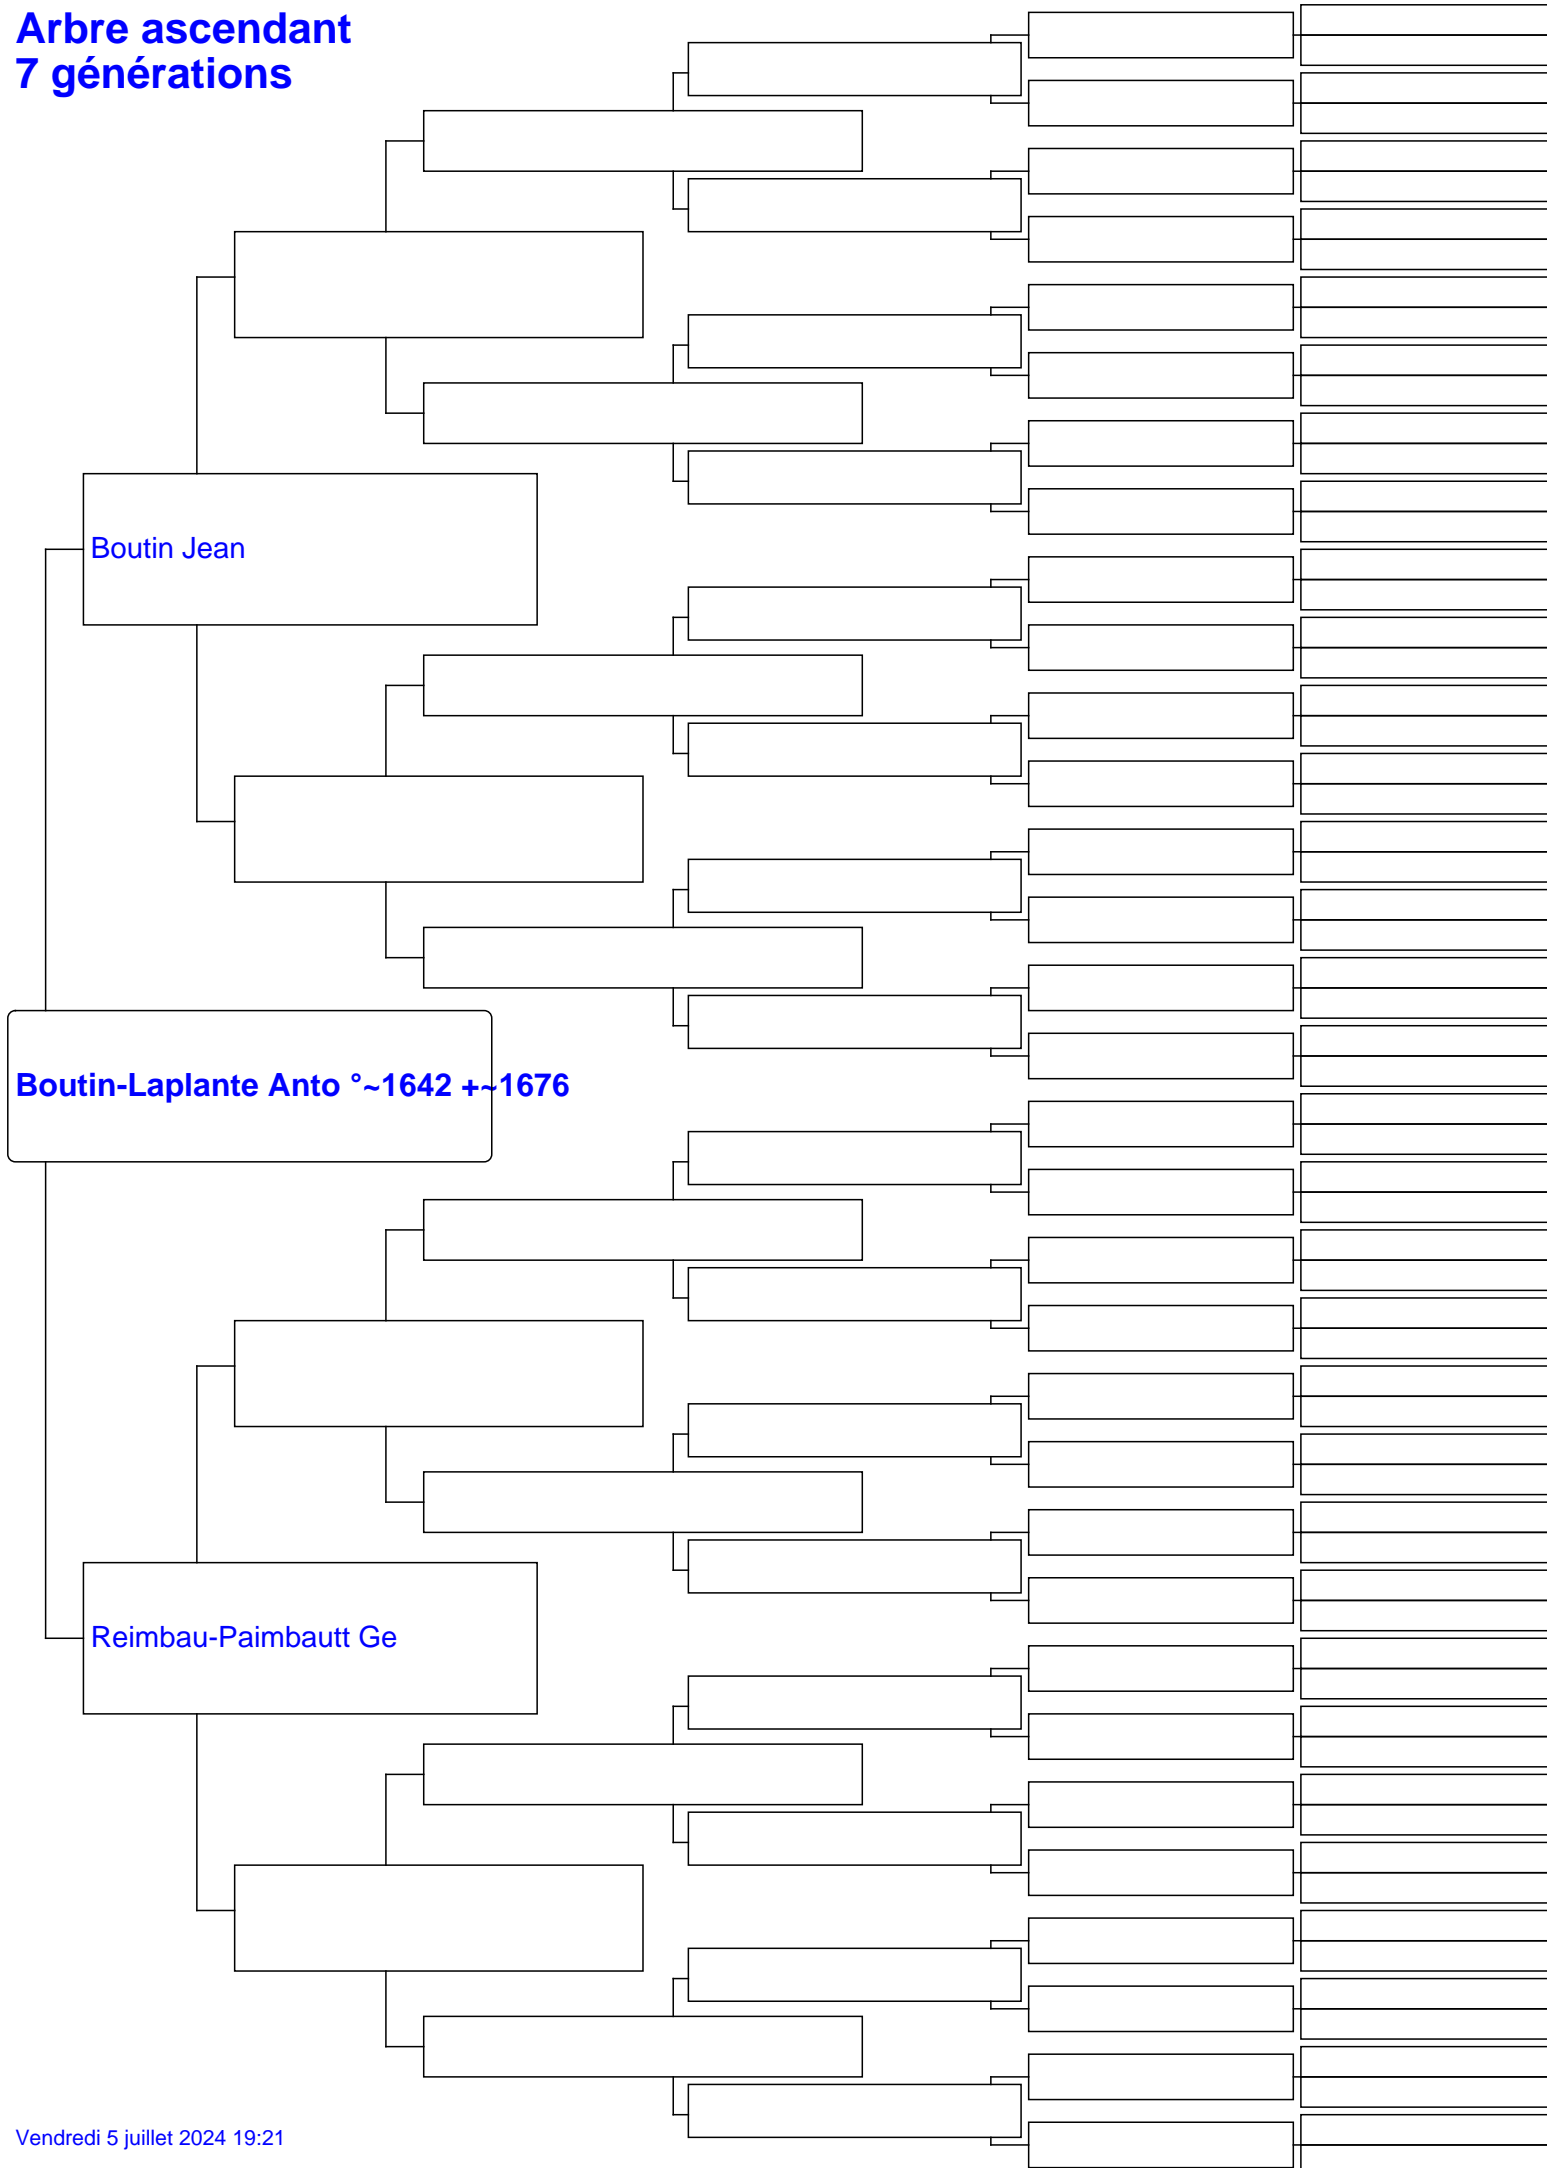 Arbre ascendant
7 générations
Boutin Jean
Boutin-Laplante Anto °~1642 +~1676
Reimbau-Paimbautt Ge
Vendredi 5 juillet 2024 19:21